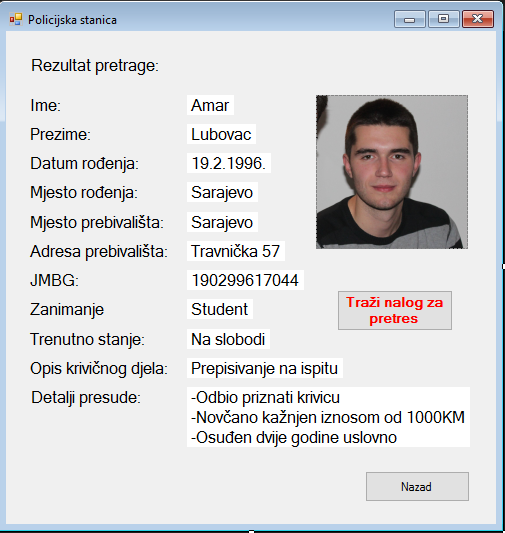 Policijska stanica
Rezultat pretrage:
Ime: Amar
Prezime: Lubovac
Datum rođenja: 19.2.1996.
Mjesto rođenja: Sarajevo
Mjesto prebivališta: Sarajevo
Adresa prebivališta: Travnička 57
JMBG: 190299617044
Zanimanje Student
Trenutno stanje: Na slobodi
Opis krivičnog djela: Prepisivanje na ispitu
Detalji presude: -Odbio priznati krivicu
-Novčano kažnjen iznosom od 1000KM
-Osuđen dvije godine uslovno
Traži nalog za
pretres
Nazad